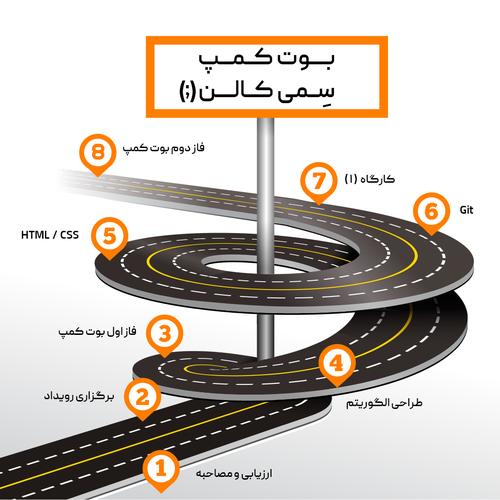 بوت کمپ
سِمی کالن(;)
8
فاز دوم بوت کمپ
7
کارگاه (۱)
6
Git
5
HTML / CSS
3
فاز اول بوت کمپ
4
طراحی الگوریتم
2
برگزاری رویداد
1
ارزیابی و مصاحبه